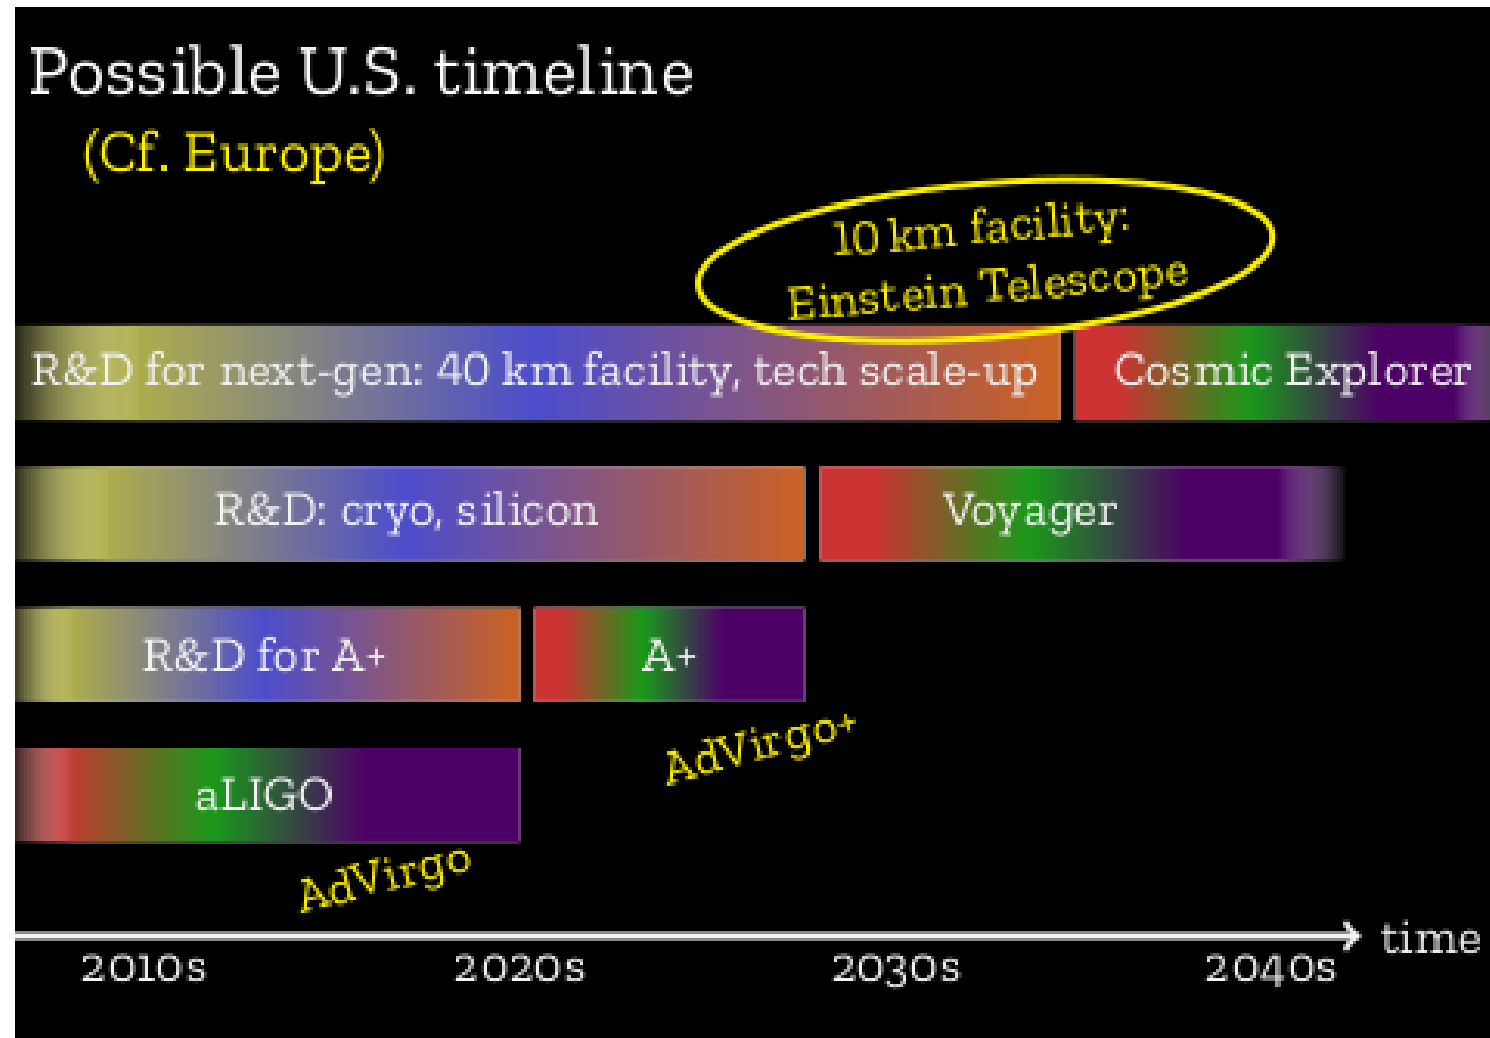 Possible U.S. timeline
(Cf. Europe)
10 km facility:
Einstein Telescope
R&D for next-gen: 40 km facility, tech scale-up
Cosmic Explorer
R&D: cryo, silicon
Voyager
R&D for A+
A+
AdVirgo+
aLIGO
AdVirgo
time
2010s
2020s
2030s
2040s